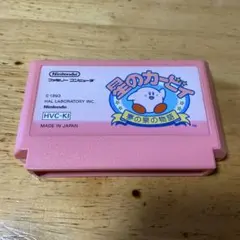 Nintendo
ファミリーコンピュータ
©1993
HAL LABORATORY INC.
Nintendo
HVC-KI
MADE IN JAPAN
星のカービィ
夢の泉の物語